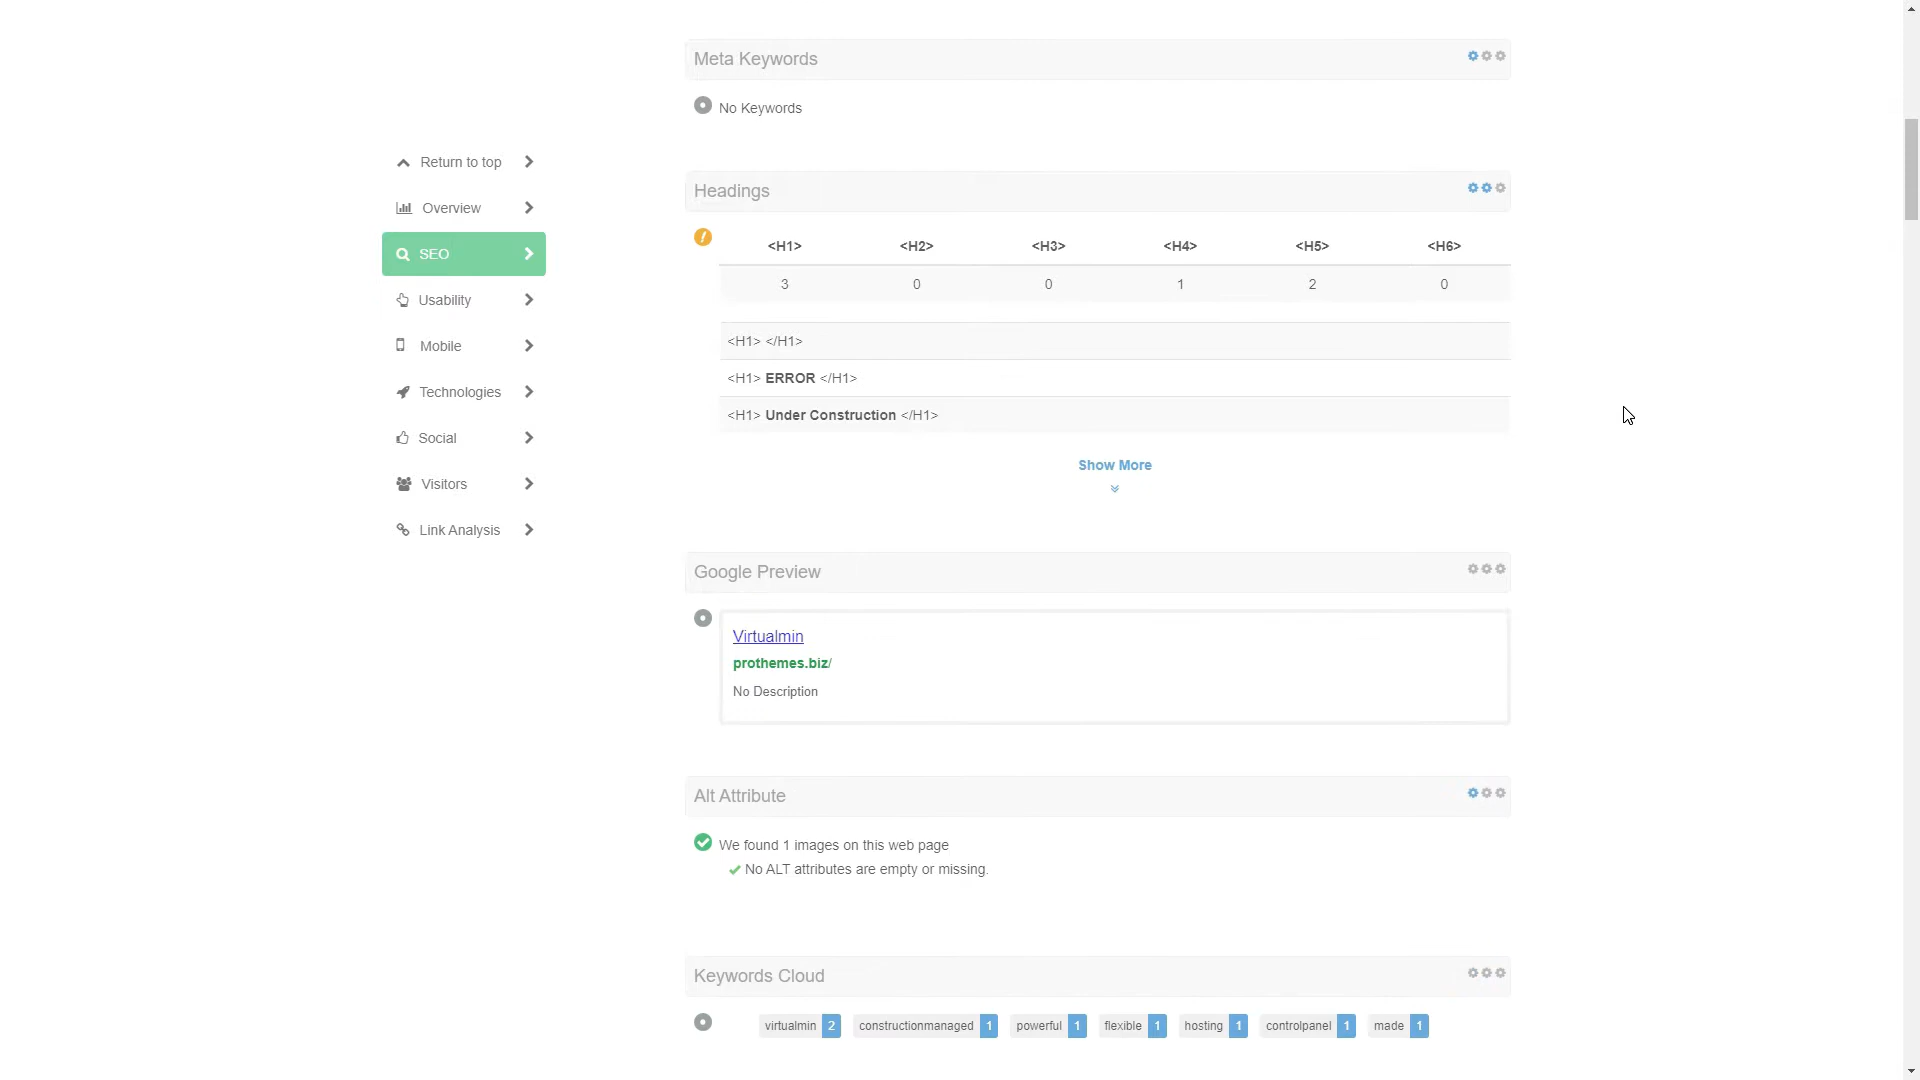 Meta Keywords
No Keywords
Return to top
Overview
SEO
Usability
Mobile
Technologies
Social
Visitors
Link Analysis
Headings
<H1> <H2> <H3> <H4> <H5> <H6>
3 0 0 1 2 0
<H1> </H1>
<H1> ERROR </H1>
<H1> Under Construction </H1>
Show More
Google Preview
Virtualmin
prothemes.biz/
No Description
Alt Attribute
We found 1 images on this web page
No ALT attributes are empty or missing.
Keywords Cloud
virtualmin 2 constructionmanaged 1 powerful 1 flexible 1 hosting 1 controlpanel 1 made 1